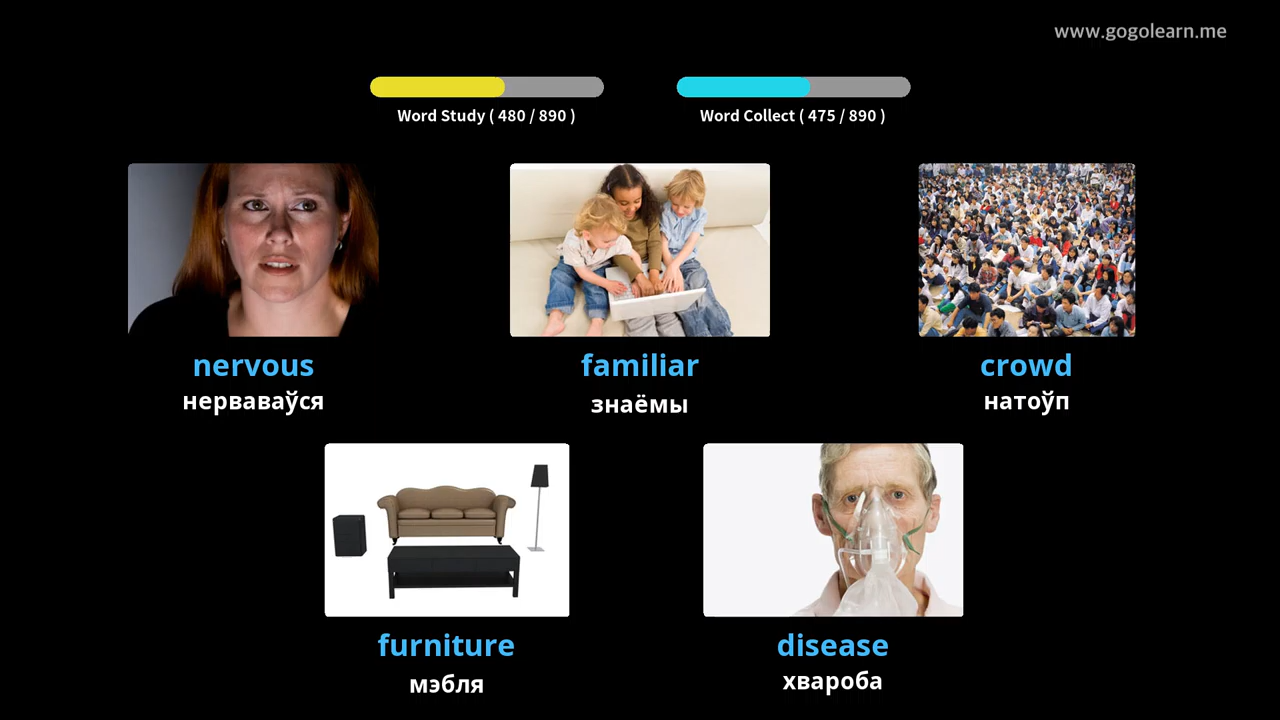 www.gogolearn.me
Word Study ( 480 / 890 )
Word Collect ( 475 / 890 )
nervous
нерваваўся
familiar
знаёмы
crowd
натоўп
furniture
мэбля
disease
хвароба